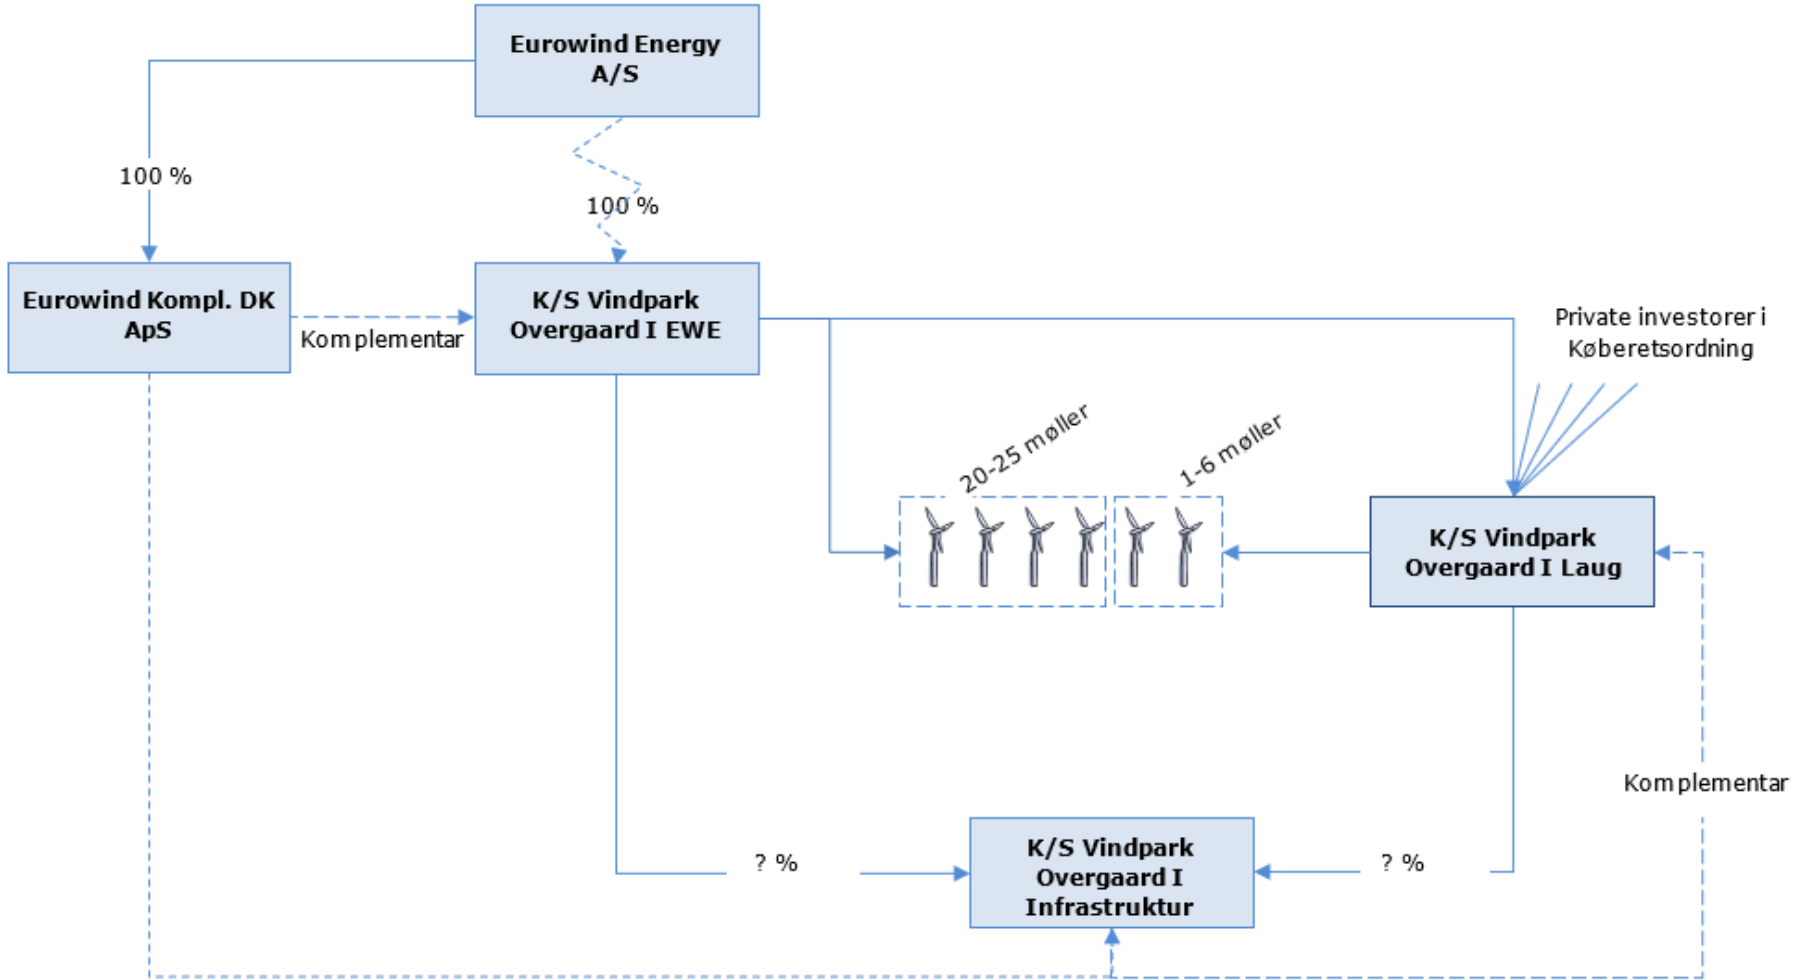 Eurowind Energy
A/S
100 %
100 %
Eurowind Kompl. DK
ApS
Komplementar
K/S Vindpark
Overgaard I EWE
Private investorer i
Køberetsordning
20-25 møller
1-6 møller
K/S Vindpark
Overgaard I Laug
Komplementar
? %
K/S Vindpark
Overgaard I
Infrastruktur
? %